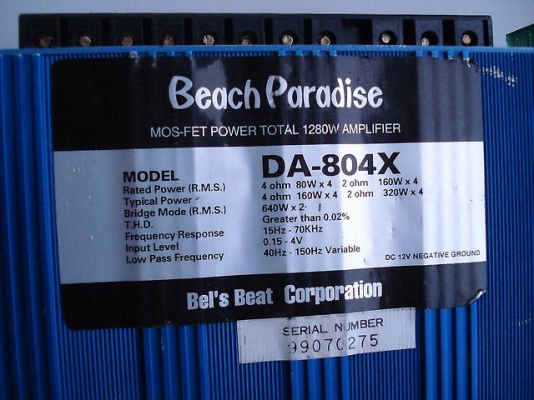 Beach Paradise
MOS-FET POWER TOTAL 1280W AMPLIFIER
MODEL DA-804X
Rated Power (R.M.S.) 4 ohm 80W x 4 2 ohm 160W x 4
Typical Power 4 ohm 160W x 4 2 ohm 320W x 4
Bridge Mode (R.M.S.) 640W x 2
T.H.D. Greater than 0.02%
Frequency Response 15Hz - 70KHz
Input Level 0.15 - 4V
Low Pass Frequency 40Hz - 150Hz Variable
DC 12V NEGATIVE GROUND
Bel's Beat Corporation
SERIAL NUMBER
99070275